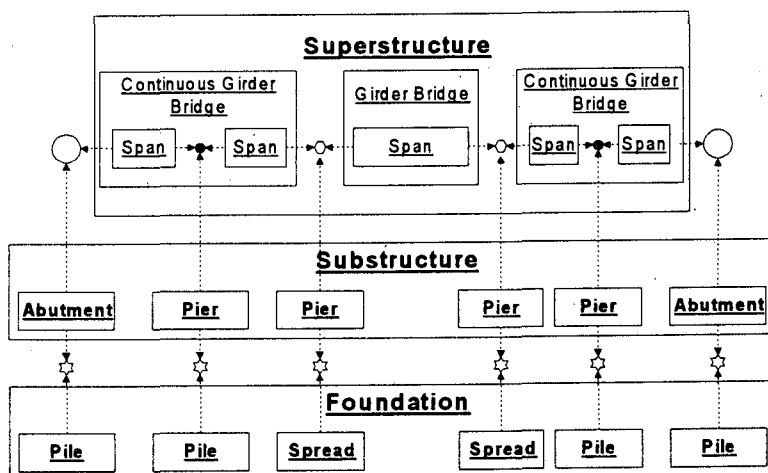 Superstructure
Continuous Girder
Bridge
Girder Bridge
Continuous Girder
Bridge
Span
Span
Span
Span
Span
Substructure
Abutment
Pier
Pier
Pier
Pier
Abutment
Foundation
Pile
Pile
Spread
Spread
Pile
Pile